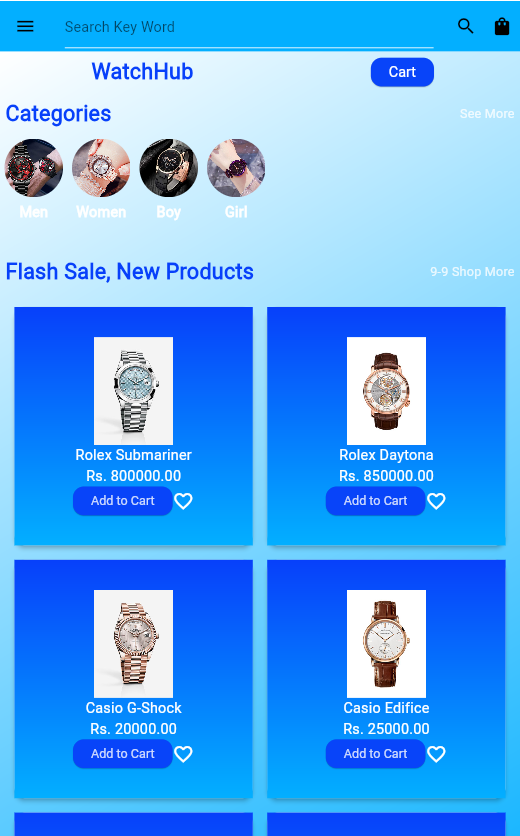 Search Key Word
WatchHub
Cart
Categories
See More
Men
Women
Boy
Girl
Flash Sale, New Products
9-9 Shop More
Rolex Submariner
Rs. 800000.00
Add to Cart
Rolex Daytona
Rs. 850000.00
Add to Cart
Casio G-Shock
Rs. 20000.00
Add to Cart
Casio Edifice
Rs. 25000.00
Add to Cart